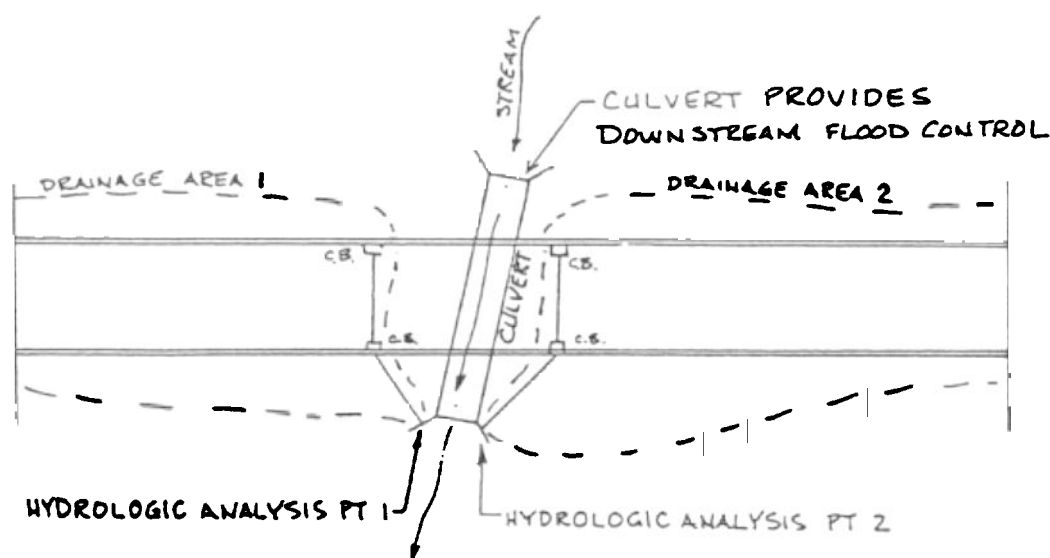 STREAM
CULVERT PROVIDES
DOWNSTREAM FLOOD CONTROL
DRAINAGE AREA 1
DRAINAGE AREA 2
C.B.
C.B.
CULVERT
C.B.
C.B.
HYDROLOGIC ANALYSIS PT 1
HYDROLOGIC ANALYSIS PT 2